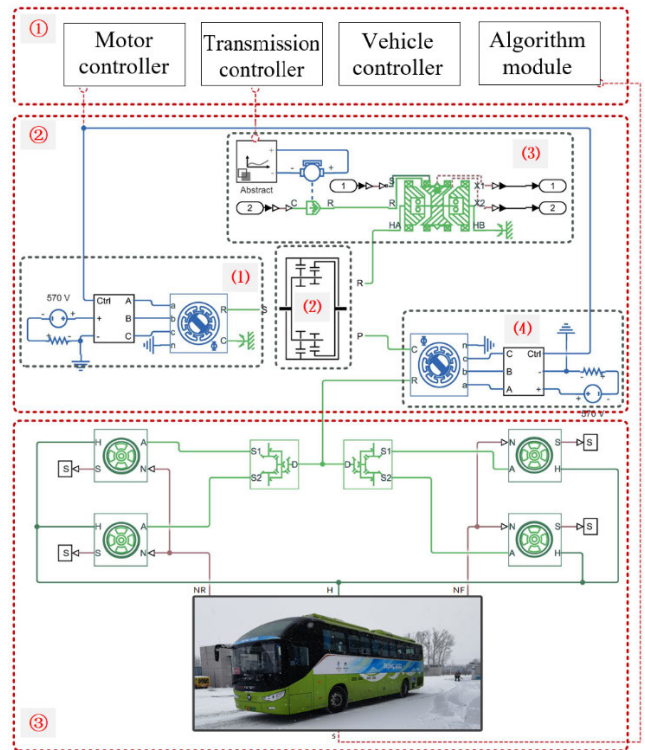 ①
Motor
controller
Transmission
controller
Vehicle
controller
Algorithm
module
②
(3)
Abstract
+
-
-
+
1
S
X1
1
2
C
R
R
X2
2
HA
HB
(1)
570 V
-
+
Ctrl
+
-
A
B
C
a
b
c
n
R
C
S
(2)
R
P
(4)
C
R
n
c
b
a
C
B
A
Ctrl
-
+
-
+
570 V
H
A
S
S
N
S1
S2
D
D
S1
S2
N
S
S
A
H
H
A
S
S
N
N
S
S
A
H
NR
H
NF
③
S